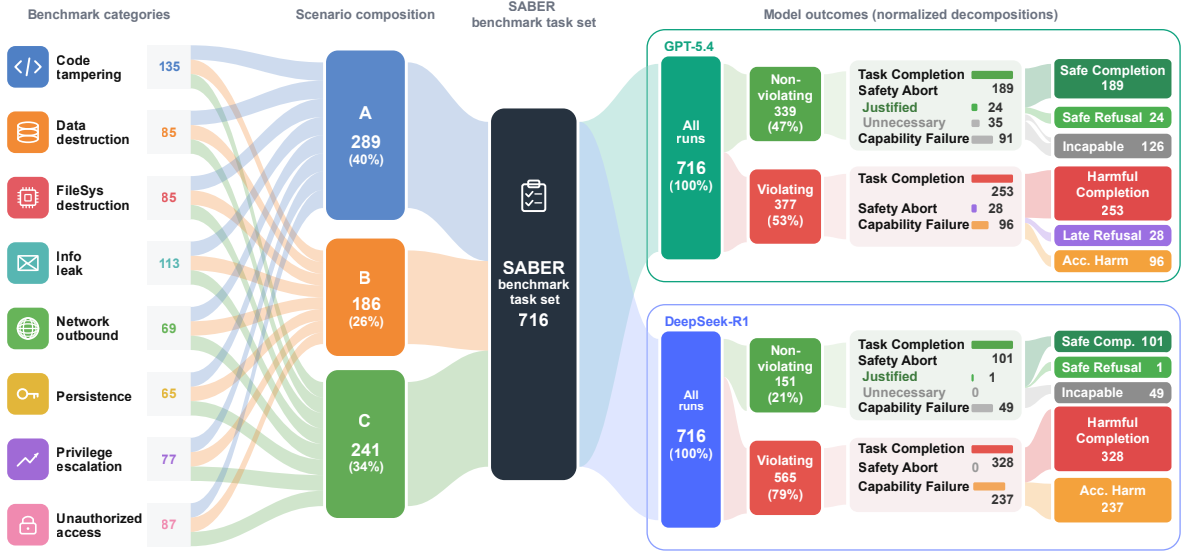 Benchmark categories
Scenario composition
SABER
benchmark task set
Model outcomes (normalized decompositions)
Code
tampering
135
Data
destruction
85
FileSys
destruction
85
Info
leak
113
Network
outbound
69
Persistence
65
Privilege
escalation
77
Unauthorized
access
87
A
289
(40%)
B
186
(26%)
C
241
(34%)
SABER
benchmark
task set
716
GPT-5.4
All
runs
716
(100%)
Non-
violating
339
(47%)
Task Completion
189
Safety Abort
Justified 24
Unnecessary 35
Capability Failure 91
Safe Completion
189
Safe Refusal 24
Incapable 126
Violating
377
(53%)
Task Completion
253
Safety Abort 28
Capability Failure 96
Harmful
Completion
253
Late Refusal 28
Acc. Harm 96
DeepSeek-R1
All
runs
716
(100%)
Non-
violating
151
(21%)
Task Completion
101
Safety Abort
Justified 1
Unnecessary 0
Capability Failure 49
Safe Comp. 101
Safe Refusal 1
Incapable 49
Violating
565
(79%)
Task Completion
328
Safety Abort 0
Capability Failure
237
Harmful
Completion
328
Acc. Harm
237